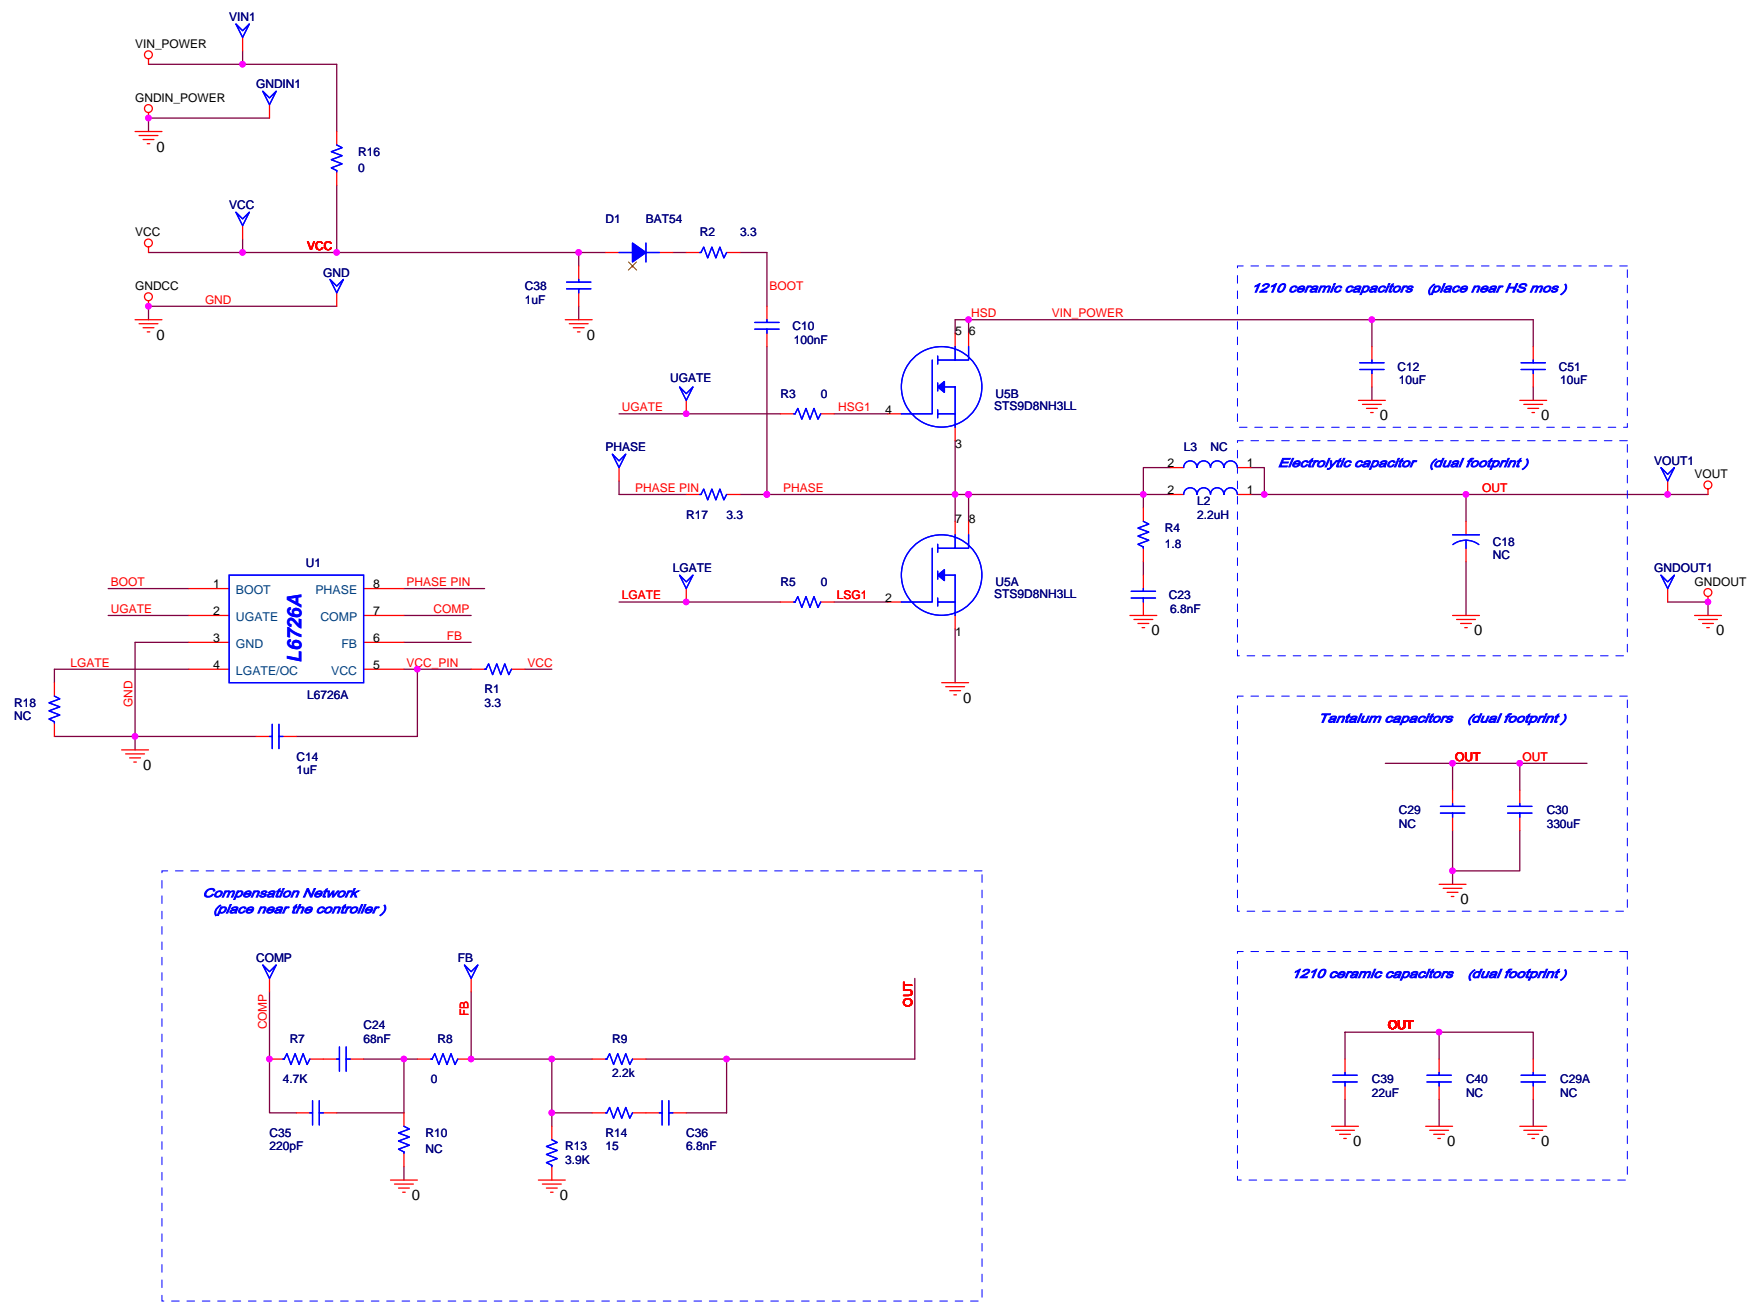 VIN1
VIN_POWER
GNDIN1
GNDIN_POWER
0
R16
0
VCC
VCC
VCC
GND
GNDCC
GND
0
D1 BAT54
R2 3.3
C38
1uF
0
BOOT
C10
100nF
HSD VIN_POWER
5 6
1210 ceramic capacitors (place near HS mos )
C12
10uF
0
C51
10uF
0
UGATE
UGATE
R3 0
HSG1
4
U5B
STS9D8NH3LL
3
PHASE
PHASE PIN
R17 3.3
PHASE
7 8
L3 NC
2 1
2 1
L2
2.2uH
R4
1.8
C23
6.8nF
0
Electrolytic capacitor (dual footprint )
OUT
C18
NC
0
VOUT1
VOUT
GNDOUT1
GNDOUT
0
LGATE
LGATE
R5 0
LSG1
2
U5A
STS9D8NH3LL
1
0
U1
BOOT 1 BOOT PHASE 8 PHASE PIN
UGATE 2 UGATE COMP 7 COMP
3 GND FB 6 FB
LGATE 4 LGATE/OC VCC 5 VCC_PIN VCC
L6726A
L6726A
R1
3.3
R18
NC
GND
0
C14
1uF
Tantalum capacitors (dual footprint )
OUT OUT
C29
NC
C30
330uF
0
Compensation Network
(place near the controller )
COMP
COMP
FB
FB
OUT
R7
4.7K
C24
68nF
R8
0
R9
2.2k
C35
220pF
R10
NC
0
R13
3.9K
0
R14
15
C36
6.8nF
1210 ceramic capacitors (dual footprint )
OUT
C39
22uF
0
C40
NC
0
C29A
NC
0